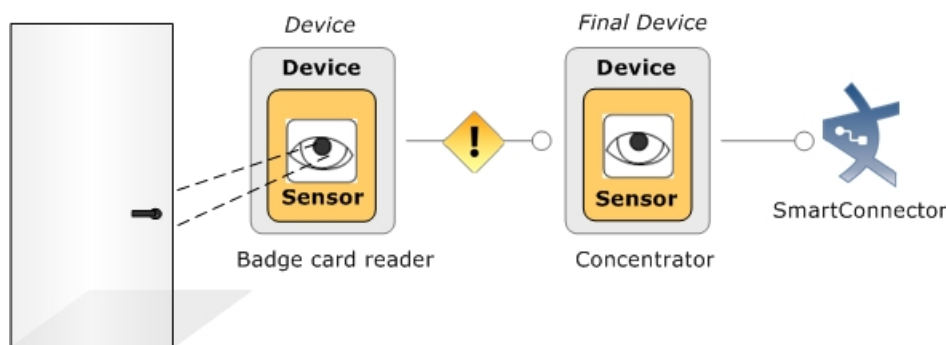 Device
Final Device
Device
Sensor
Badge card reader
!
Device
Sensor
Concentrator
SmartConnector